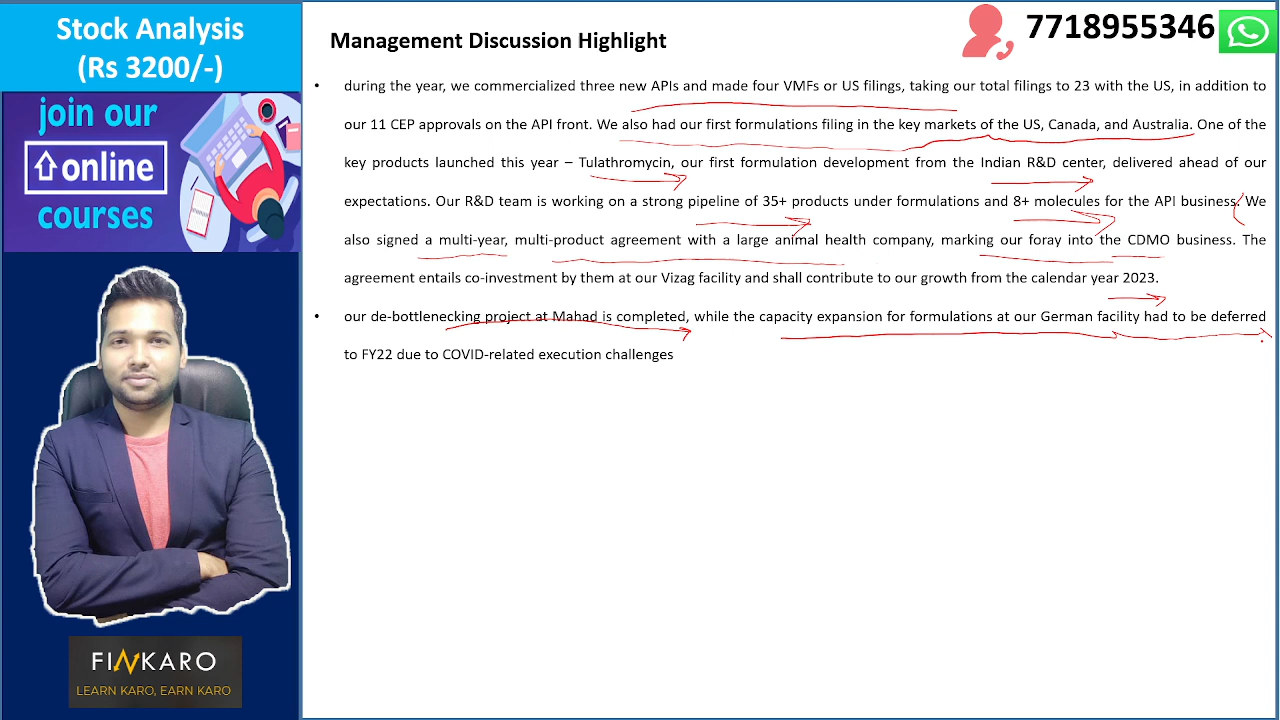 Stock Analysis
(Rs 3200/-)
join our
online
courses
FINKARO
LEARN KARO, EARN KARO
7718955346
Management Discussion Highlight
• during the year, we commercialized three new APIs and made four VMFs or US filings, taking our total filings to 23 with the US, in addition to
our 11 CEP approvals on the API front. We also had our first formulations filing in the key markets of the US, Canada, and Australia. One of the
key products launched this year – Tulathromycin, our first formulation development from the Indian R&D center, delivered ahead of our
expectations. Our R&D team is working on a strong pipeline of 35+ products under formulations and 8+ molecules for the API business. We
also signed a multi-year, multi-product agreement with a large animal health company, marking our foray into the CDMO business. The
agreement entails co-investment by them at our Vizag facility and shall contribute to our growth from the calendar year 2023.
• our de-bottlenecking project at Mahad is completed, while the capacity expansion for formulations at our German facility had to be deferred
to FY22 due to COVID-related execution challenges